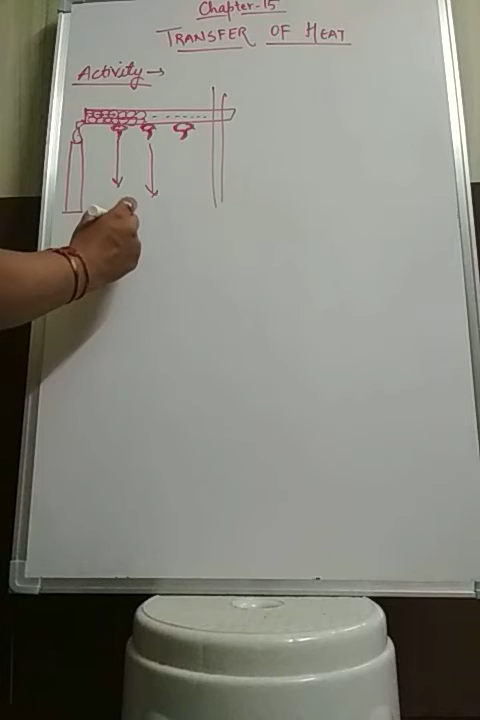 Chapter-15
TRANSFER OF HEAT
Activity →